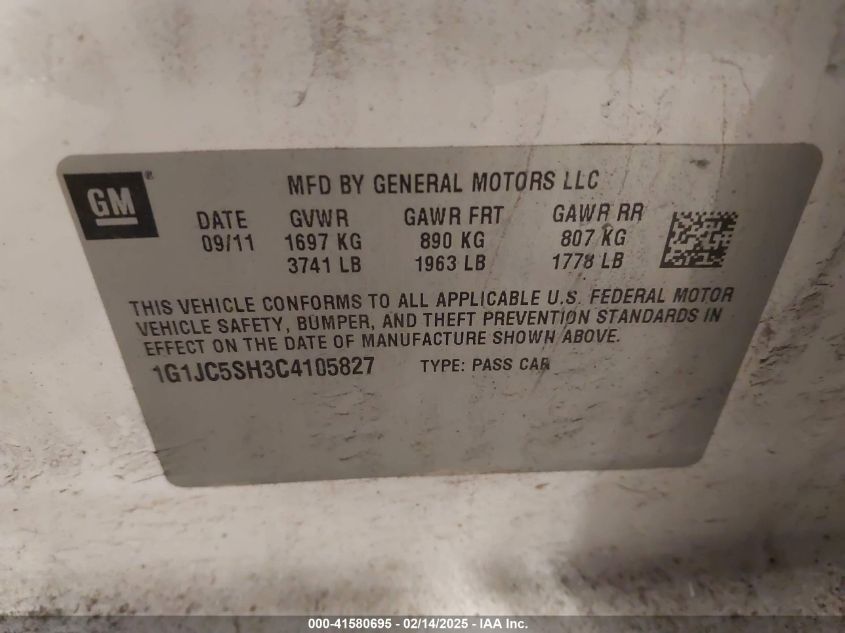 GM®
MFD BY GENERAL MOTORS LLC
DATE GVWR GAWR FRT GAWR RR
09/11 1697 KG 890 KG 807 KG
3741 LB 1963 LB 1778 LB
THIS VEHICLE CONFORMS TO ALL APPLICABLE U.S. FEDERAL MOTOR
VEHICLE SAFETY, BUMPER, AND THEFT PREVENTION STANDARDS IN
EFFECT ON THE DATE OF MANUFACTURE SHOWN ABOVE.
1G1JC5SH3C4105827 TYPE: PASS CAR
000-41580695 - 02/14/2025 - IAA Inc.